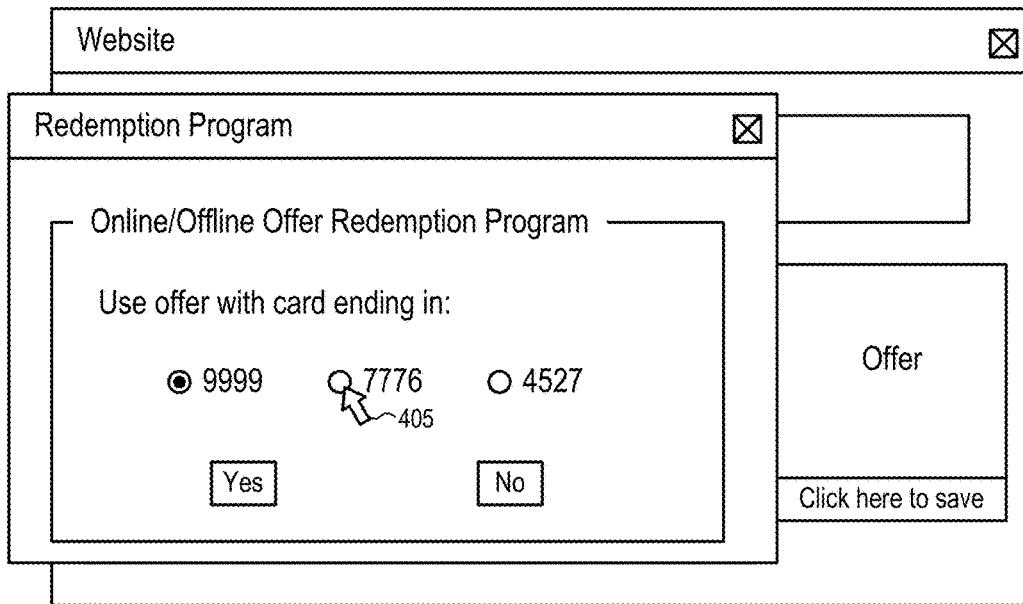 Website
Redemption Program
Online/Offline Offer Redemption Program
Use offer with card ending in:
9999 7776 4527
405
Yes No
Offer
Click here to save